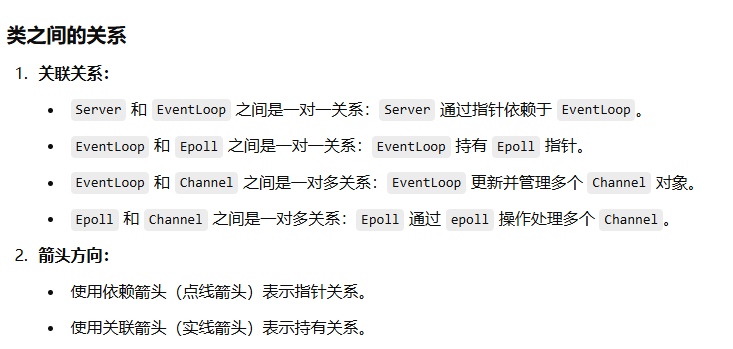 类之间的关系
1. 关联关系：
• Server 和 EventLoop 之间是一对一关系：Server 通过指针依赖于 EventLoop。
• EventLoop 和 Epoll 之间是一对一关系：EventLoop 持有 Epoll 指针。
• EventLoop 和 Channel 之间是一对多关系：EventLoop 更新并管理多个 Channel 对象。
• Epoll 和 Channel 之间是一对多关系：Epoll 通过 epoll 操作处理多个 Channel。
2. 箭头方向：
• 使用依赖箭头（点线箭头）表示指针关系。
• 使用关联箭头（实线箭头）表示持有关系。